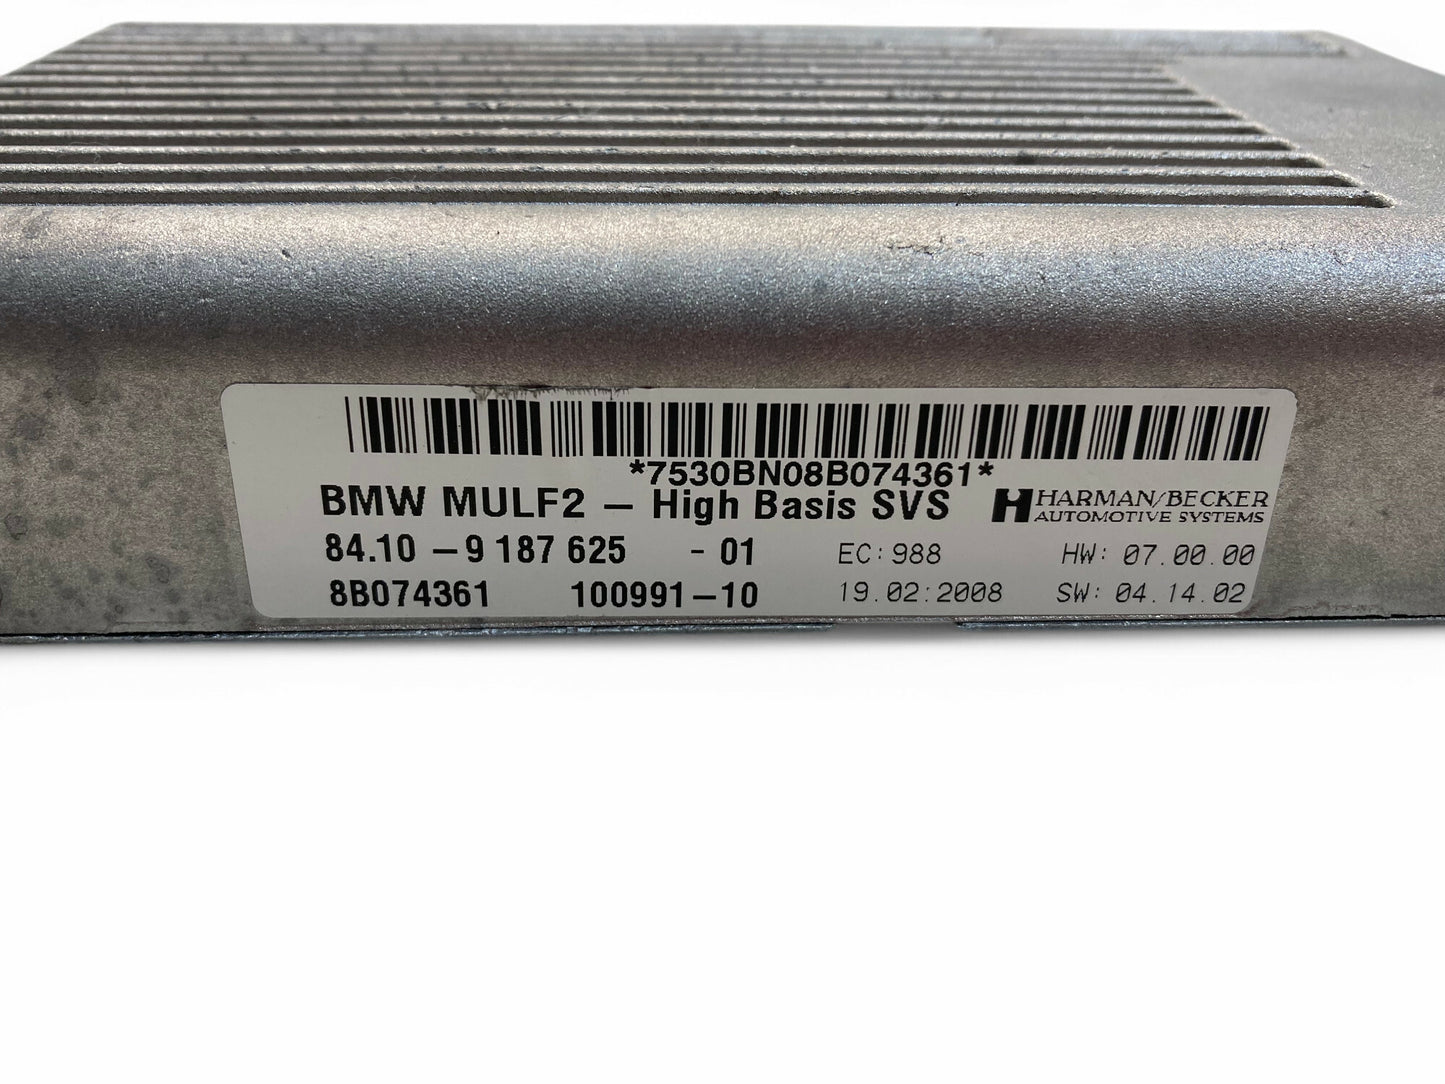 *7530BN08B074361*
BMW MULF2 – High Basis SVS
HARMAN/BECKER
AUTOMOTIVE SYSTEMS
84.10 – 9 187 625 - 01 EC: 988 HW: 07.00.00
8B074361 100991-10 19.02:2008 SW: 04.14.02